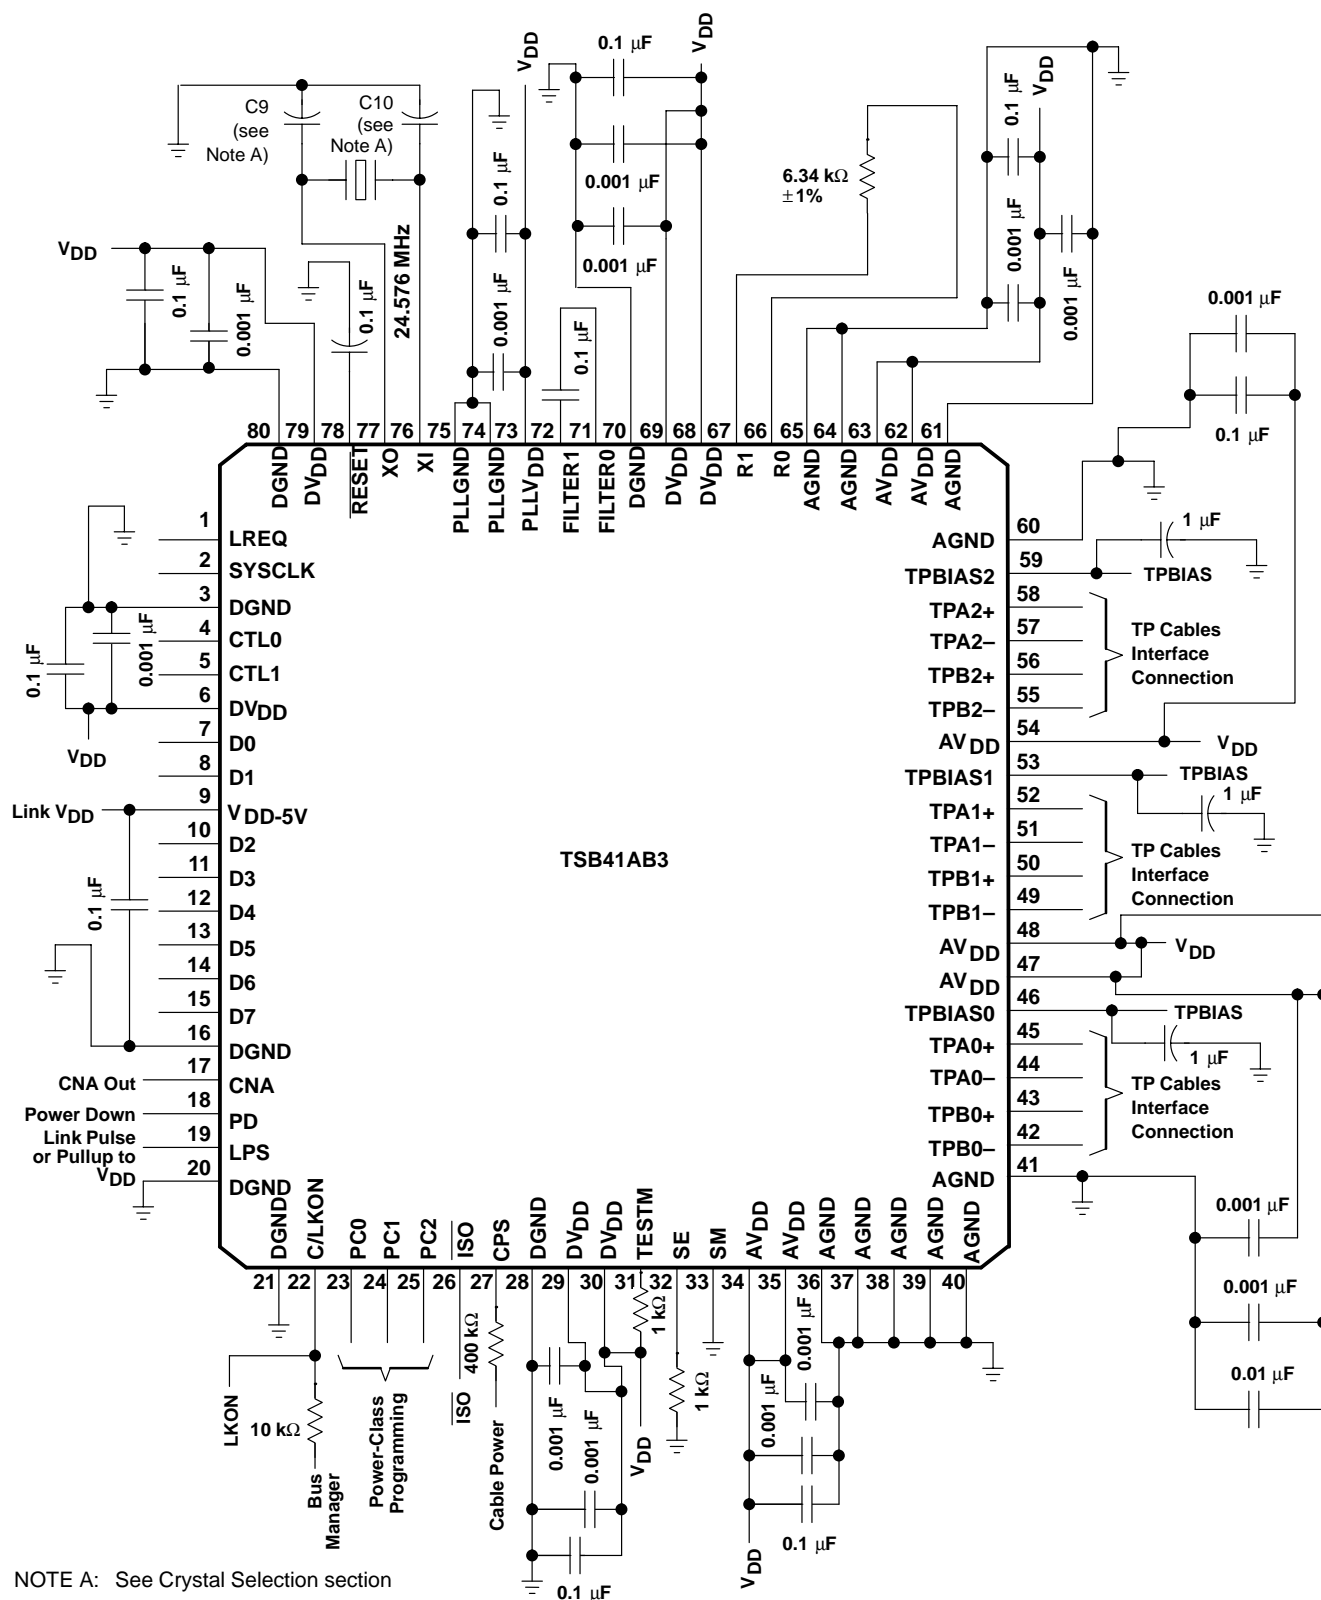 0.1 µF
VDD
VDD
C9
(see
Note A)
C10
(see
Note A)
24.576 MHz
0.1 µF
0.001 µF
0.1 µF
0.001 µF
0.001 µF
6.34 kΩ
±1%
0.1 µF
VDD
0.001 µF
0.001 µF
VDD
0.1 µF
0.001 µF
0.1 µF
0.001 µF
0.1 µF
80 79 78 77 76 75 74 73 72 71 70 69 68 67 66 65 64 63 62 61
DGND
DVDD
RESET
XO
XI
PLLGND
PLLGND
PLLVDD
FILTER1
FILTER0
DGND
DVDD
DVDD
R1
R0
AGND
AGND
AVDD
AVDD
AGND
1 LREQ
2 SYSCLK
3 DGND
4 CTL0
5 CTL1
6 DVDD
7 D0
8 D1
9 VDD-5V
10 D2
11 D3
12 D4
13 D5
14 D6
15 D7
16 DGND
17 CNA
18 PD
19 LPS
20 DGND
0.1 µF
0.001 µF
VDD
Link VDD
0.1 µF
CNA Out
Power Down
Link Pulse
or Pullup to
VDD
TSB41AB3
AGND 60
TPBIAS2 59
TPA2+ 58
TPA2– 57
TPB2+ 56
TPB2– 55
AVDD 54
TPBIAS1 53
TPA1+ 52
TPA1– 51
TPB1+ 50
TPB1– 49
AVDD 48
AVDD 47
TPBIAS0 46
TPA0+ 45
TPA0– 44
TPB0+ 43
TPB0– 42
AGND 41
1 µF
TPBIAS
TP Cables
Interface
Connection
VDD
TPBIAS
1 µF
TP Cables
Interface
Connection
VDD
TPBIAS
1 µF
TP Cables
Interface
Connection
0.001 µF
0.001 µF
0.01 µF
DGND
C/LKON
PC0
PC1
PC2
ISO
CPS
DGND
DVDD
DVDD
TESTM
SE
SM
AVDD
AVDD
AGND
AGND
AGND
AGND
AGND
21 22 23 24 25 26 27 28 29 30 31 32 33 34 35 36 37 38 39 40
LKON
10 kΩ
Bus
Manager
Power-Class
Programming
ISO
400 kΩ
Cable Power
0.001 µF
0.001 µF
0.1 µF
1 kΩ
VDD
1 kΩ
0.001 µF
0.001 µF
0.1 µF
VDD
NOTE A: See Crystal Selection section